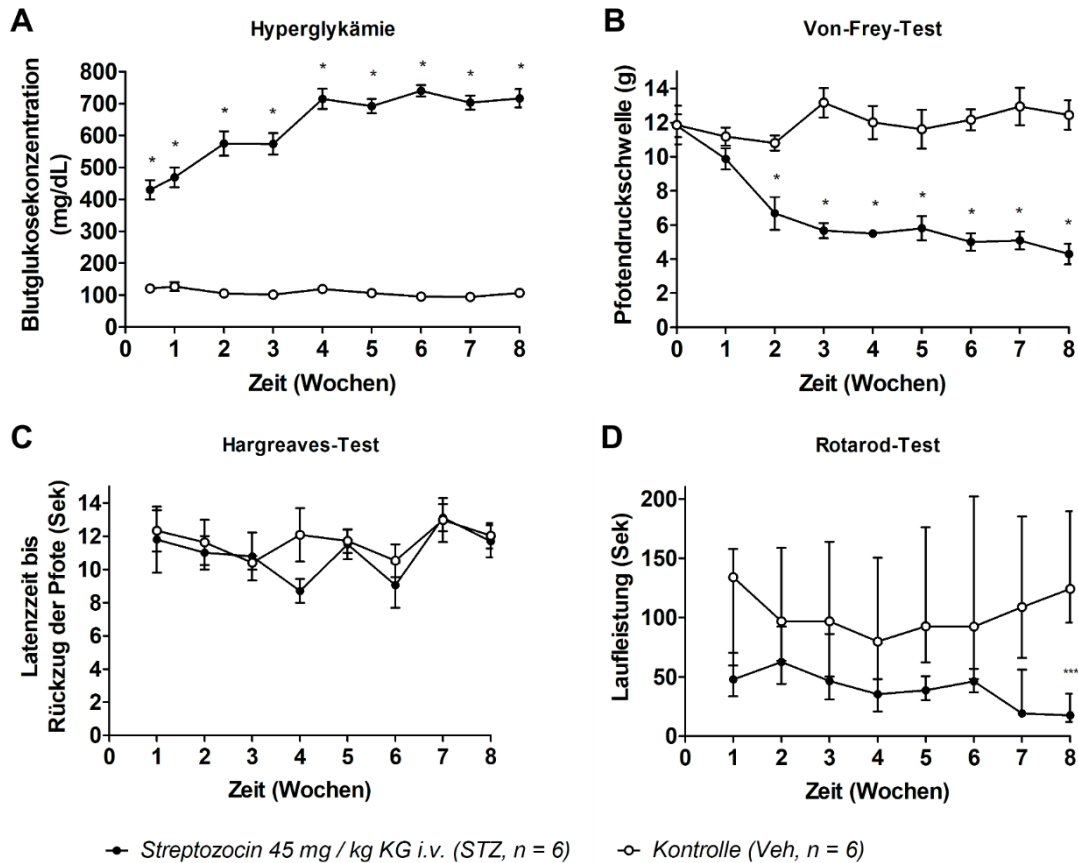 A
Hyperglykämie
Blutglukosekonzentration
(mg/dL)
800
700
600
500
400
300
200
100
0
* * * * * * * * *
0 1 2 3 4 5 6 7 8
Zeit (Wochen)
B
Von-Frey-Test
Pfotendruckschwelle (g)
16
14
12
10
8
6
4
2
0
* * * * * * *
0 1 2 3 4 5 6 7 8
Zeit (Wochen)
C
Hargreaves-Test
Latenzzeit bis
Rückzug der Pfote (Sek)
14
12
10
8
6
4
2
0
0 1 2 3 4 5 6 7 8
Zeit (Wochen)
D
Rotarod-Test
Laufleistung (Sek)
200
150
100
50
0
***
0 1 2 3 4 5 6 7 8
Zeit (Wochen)
Streptozocin 45 mg / kg KG i.v. (STZ, n = 6)
Kontrolle (Veh, n = 6)